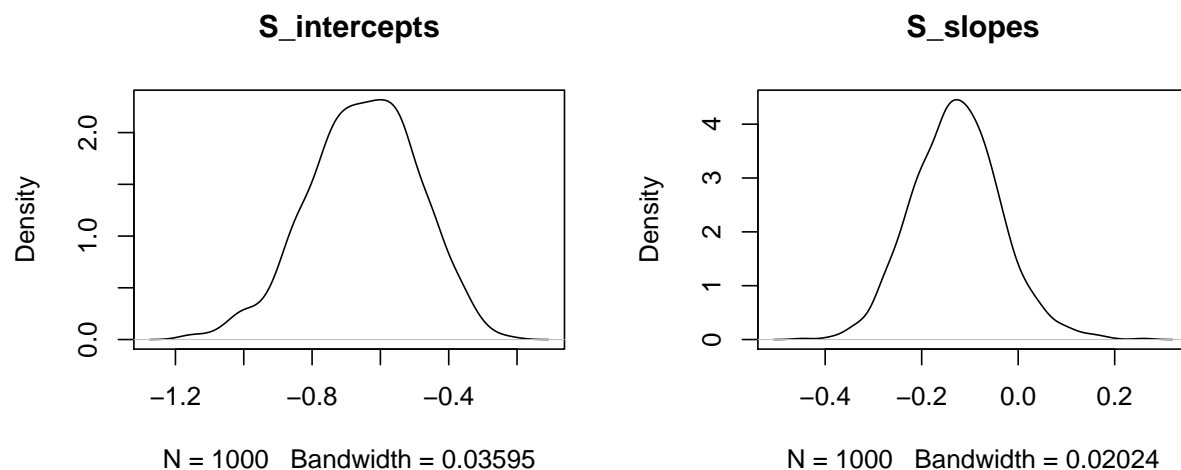 S_intercepts
Density
0.0
1.0
2.0
−1.2
−0.8
−0.4
N = 1000   Bandwidth = 0.03595
S_slopes
Density
0
1
2
3
4
−0.4
−0.2
0.0
0.2
N = 1000   Bandwidth = 0.02024